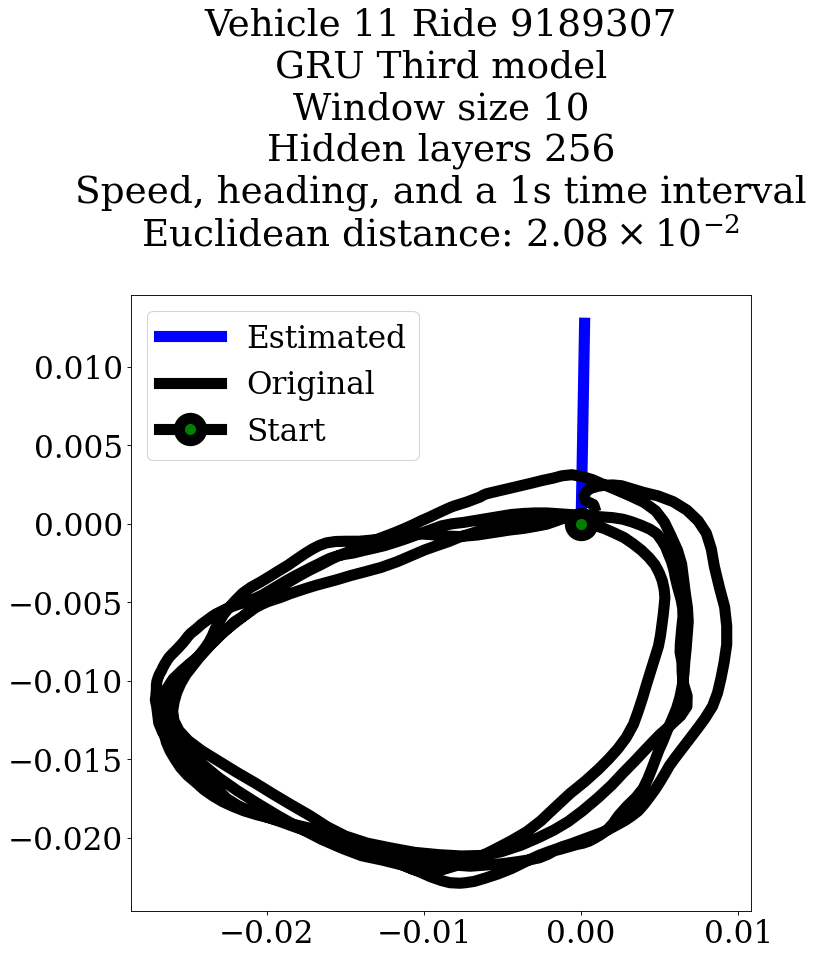 Vehicle 11 Ride 9189307
GRU Third model
Window size 10
Hidden layers 256
Speed, heading, and a 1s time interval
Euclidean distance: 2.08 × 10⁻²
Estimated
Original
Start
0.010
0.005
0.000
−0.005
−0.010
−0.015
−0.020
−0.02 −0.01 0.00 0.01